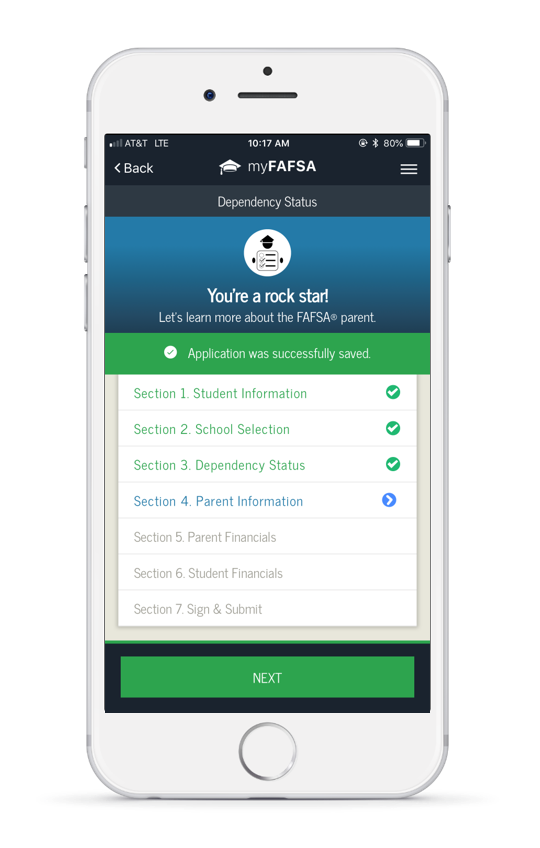 AT&T LTE 10:17 AM 80%
Back myFAFSA
Dependency Status
You're a rock star!
Let's learn more about the FAFSA® parent.
Application was successfully saved.
Section 1. Student Information
Section 2. School Selection
Section 3. Dependency Status
Section 4. Parent Information
Section 5. Parent Financials
Section 6. Student Financials
Section 7. Sign & Submit
NEXT